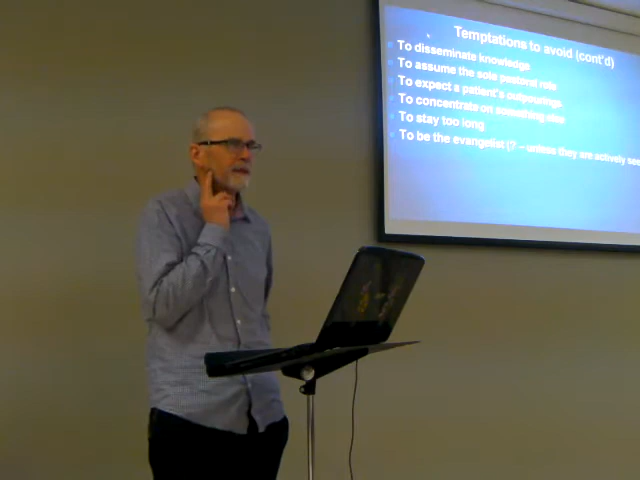 Temptations to avoid (cont'd)
To disseminate knowledge
To assume the sole pastoral role
To expect a patient's outpourings
To concentrate on something else
To stay too long
To be the evangelist (? – unless they are actively see